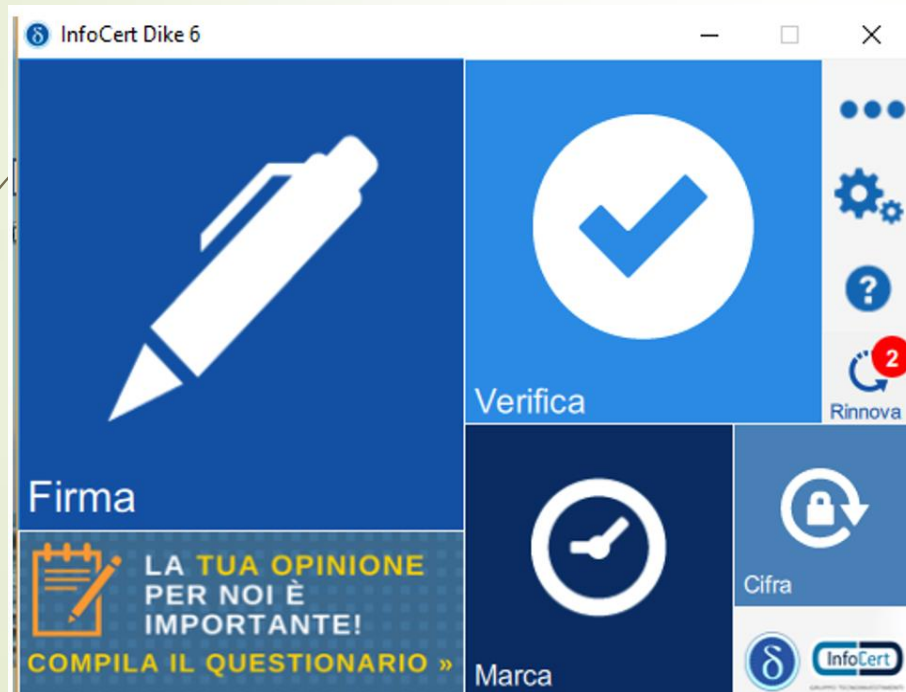 InfoCert Dike 6
Verifica
2
Rinnova
Firma
LA TUA OPINIONE
PER NOI È
IMPORTANTE!
COMPILA IL QUESTIONARIO »
Marca
Cifra
InfoCert